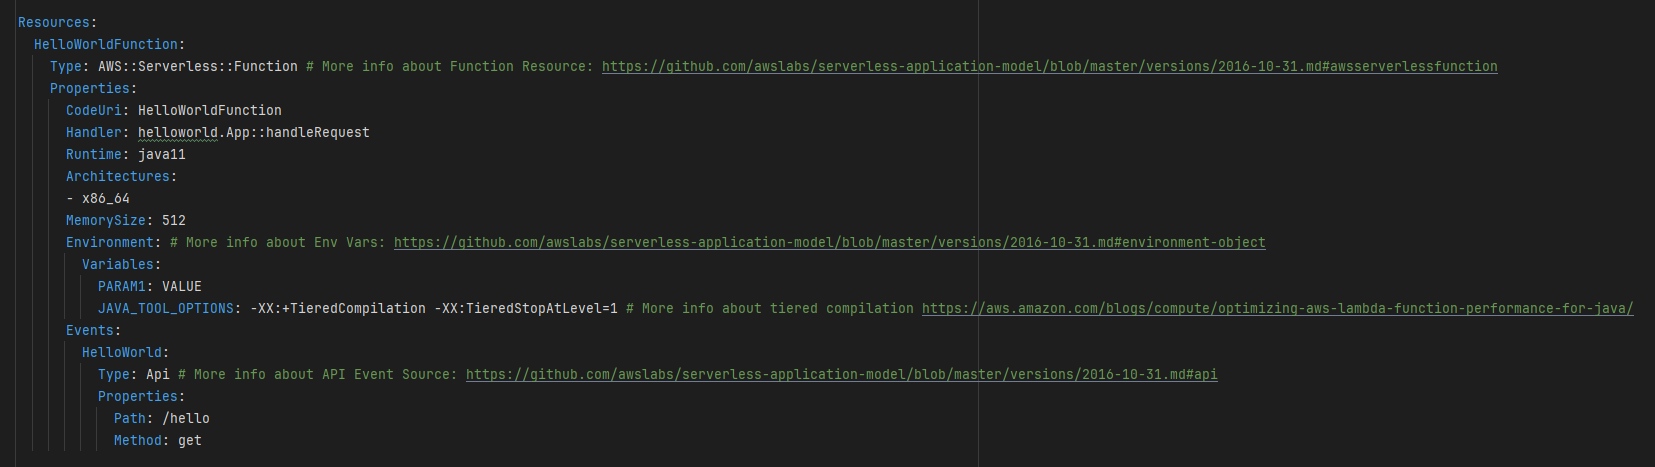 Resources:
HelloWorldFunction:
Type: AWS::Serverless::Function # More info about Function Resource: https://github.com/awslabs/serverless-application-model/blob/master/versions/2016-10-31.md#awsserverlessfunction
Properties:
CodeUri: HelloWorldFunction
Handler: helloworld.App::handleRequest
Runtime: java11
Architectures:
- x86_64
MemorySize: 512
Environment: # More info about Env Vars: https://github.com/awslabs/serverless-application-model/blob/master/versions/2016-10-31.md#environment-object
Variables:
PARAM1: VALUE
JAVA_TOOL_OPTIONS: -XX:+TieredCompilation -XX:TieredStopAtLevel=1 # More info about tiered compilation https://aws.amazon.com/blogs/compute/optimizing-aws-lambda-function-performance-for-java/
Events:
HelloWorld:
Type: Api # More info about API Event Source: https://github.com/awslabs/serverless-application-model/blob/master/versions/2016-10-31.md#api
Properties:
Path: /hello
Method: get